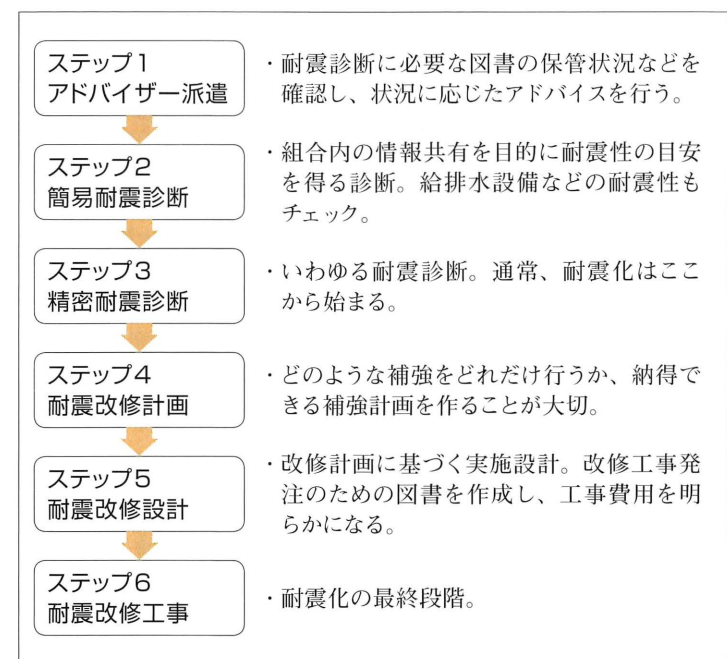 ステップ1
アドバイザー派遣
・耐震診断に必要な図書の保管状況などを
確認し、状況に応じたアドバイスを行う。
ステップ2
簡易耐震診断
・組合内の情報共有を目的に耐震性の目安
を得る診断。給排水設備などの耐震性も
チェック。
ステップ3
精密耐震診断
・いわゆる耐震診断。通常、耐震化はここ
から始まる。
ステップ4
耐震改修計画
・どのような補強をどれだけ行うか、納得で
きる補強計画を作ることが大切。
ステップ5
耐震改修設計
・改修計画に基づく実施設計。改修工事発
注のための図書を作成し、工事費用を明
らかになる。
ステップ6
耐震改修工事
・耐震化の最終段階。